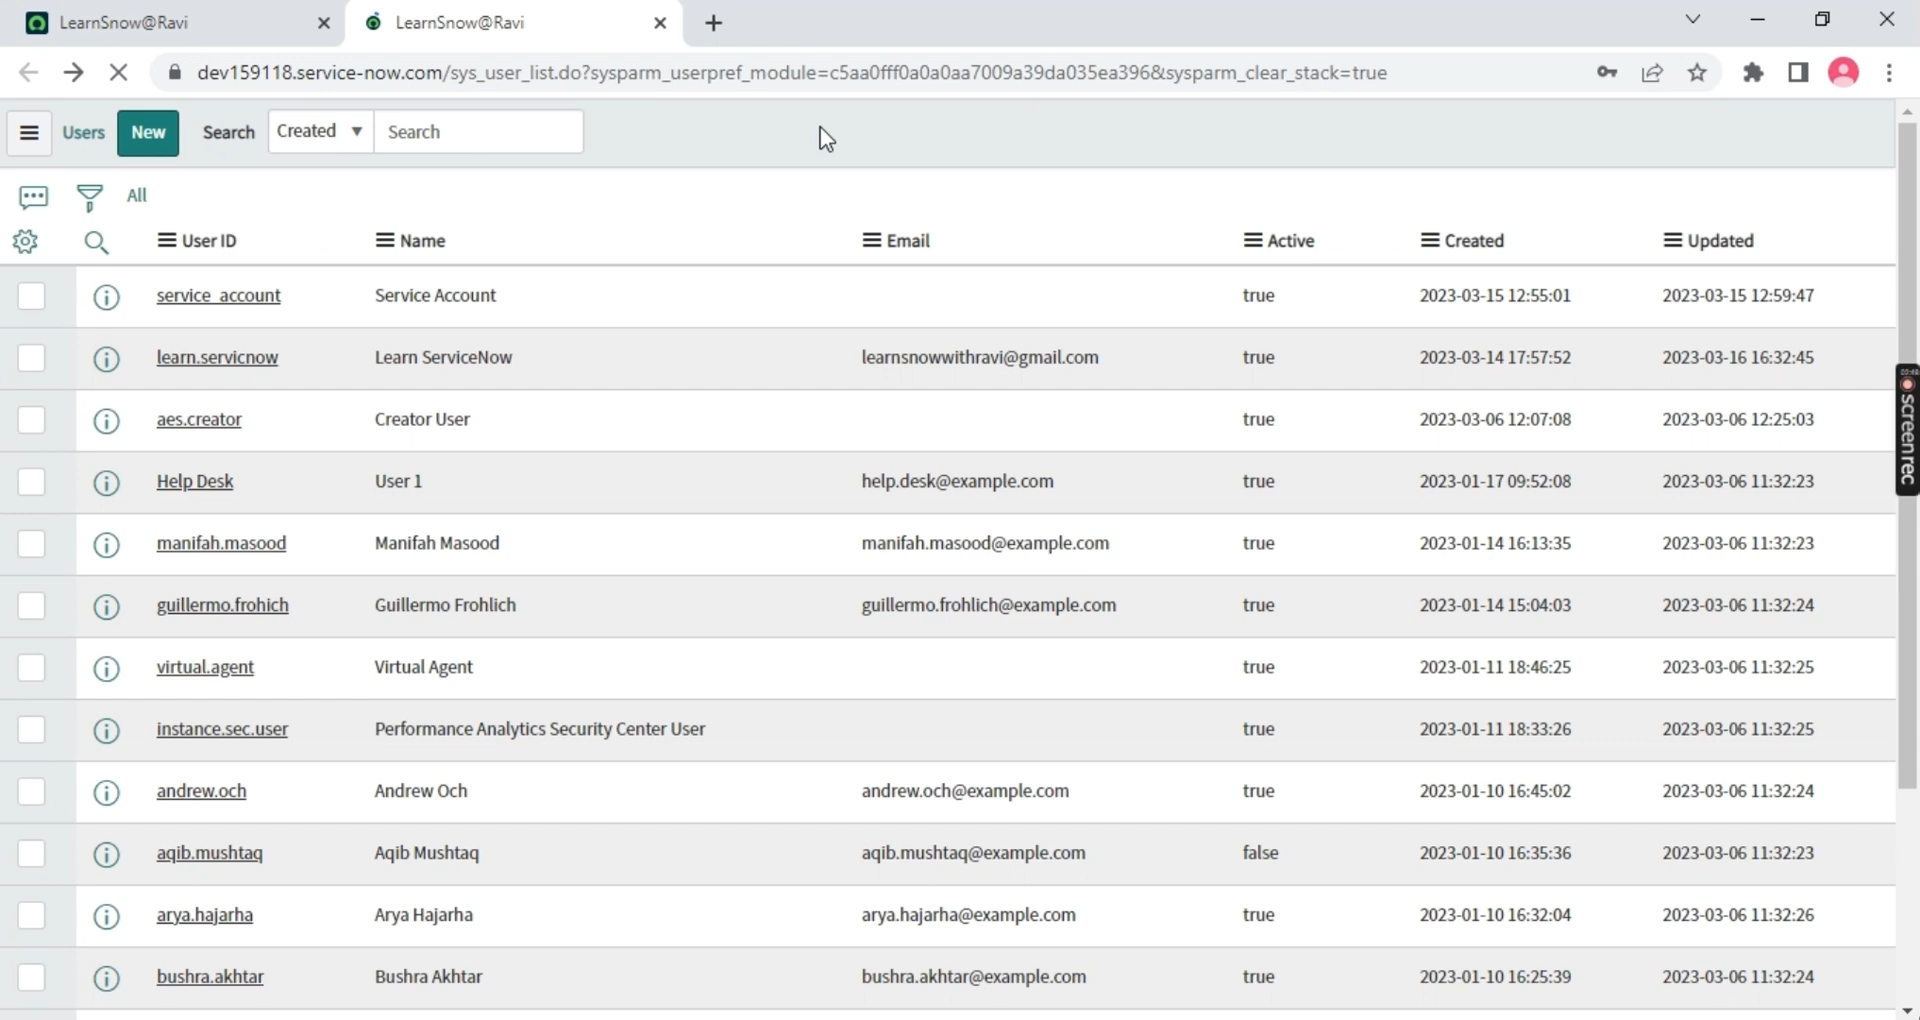 LearnSnow@Ravi LearnSnow@Ravi
dev159118.service-now.com/sys_user_list.do?sysparm_userpref_module=c5aa0fff0a0a0aa7009a39da035ea396&sysparm_clear_stack=true
Users New Search Created Search
All
User ID Name Email Active Created Updated
service_account Service Account true 2023-03-15 12:55:01 2023-03-15 12:59:47
learn.servicnow Learn ServiceNow learnsnowwithravi@gmail.com true 2023-03-14 17:57:52 2023-03-16 16:32:45
aes.creator Creator User true 2023-03-06 12:07:08 2023-03-06 12:25:03
Help Desk User 1 help.desk@example.com true 2023-01-17 09:52:08 2023-03-06 11:32:23
manifah.masood Manifah Masood manifah.masood@example.com true 2023-01-14 16:13:35 2023-03-06 11:32:23
guillermo.frohich Guillermo Frohlich guillermo.frohlich@example.com true 2023-01-14 15:04:03 2023-03-06 11:32:24
virtual.agent Virtual Agent true 2023-01-11 18:46:25 2023-03-06 11:32:25
instance.sec.user Performance Analytics Security Center User true 2023-01-11 18:33:26 2023-03-06 11:32:25
andrew.och Andrew Och andrew.och@example.com true 2023-01-10 16:45:02 2023-03-06 11:32:24
aqib.mushtaq Aqib Mushtaq aqib.mushtaq@example.com false 2023-01-10 16:35:36 2023-03-06 11:32:23
arya.hajarha Arya Hajarha arya.hajarha@example.com true 2023-01-10 16:32:04 2023-03-06 11:32:26
bushra.akhtar Bushra Akhtar bushra.akhtar@example.com true 2023-01-10 16:25:39 2023-03-06 11:32:24
screenrec